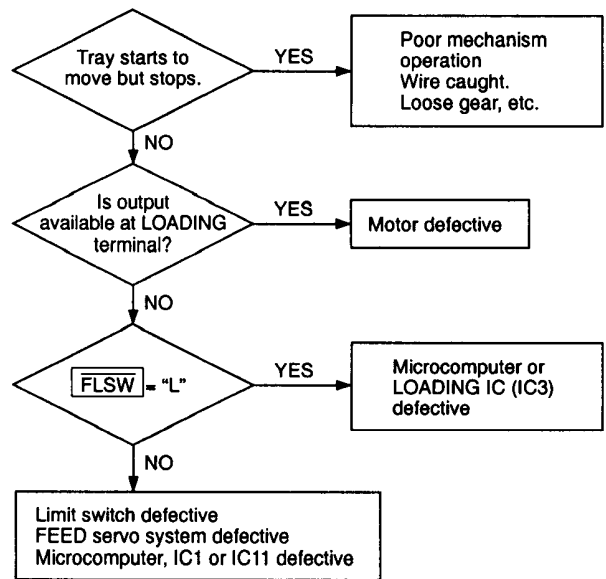 Tray starts to
move but stops.
YES
Poor mechanism
operation
Wire caught.
Loose gear, etc.
NO
Is output
available at LOADING
terminal?
YES
Motor defective
NO
FLSW = “L”
YES
Microcomputer or
LOADING IC (IC3)
defective
NO
Limit switch defective
FEED servo system defective
Microcomputer, IC1 or IC11 defective